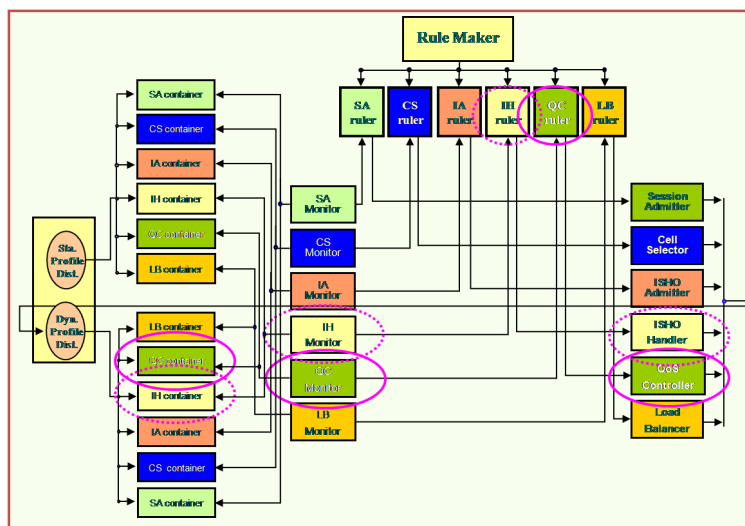 Rule Maker
SA
ruler
CS
ruler
IA
ruler
IH
ruler
QC
ruler
LB
ruler
SA container
CS container
IA container
IH container
QC container
LB container
Sta.
Profile
Dist.
Dyn.
Profile
Dist.
LB container
QC container
IH container
IA container
CS container
SA container
SA
Monitor
CS
Monitor
IA
Monitor
IH
Monitor
QC
Monitor
LB
Monitor
Session
Admitter
Cell
Selector
ISHO
Admitter
ISHO
Handler
QoS
Controller
Load
Balancer